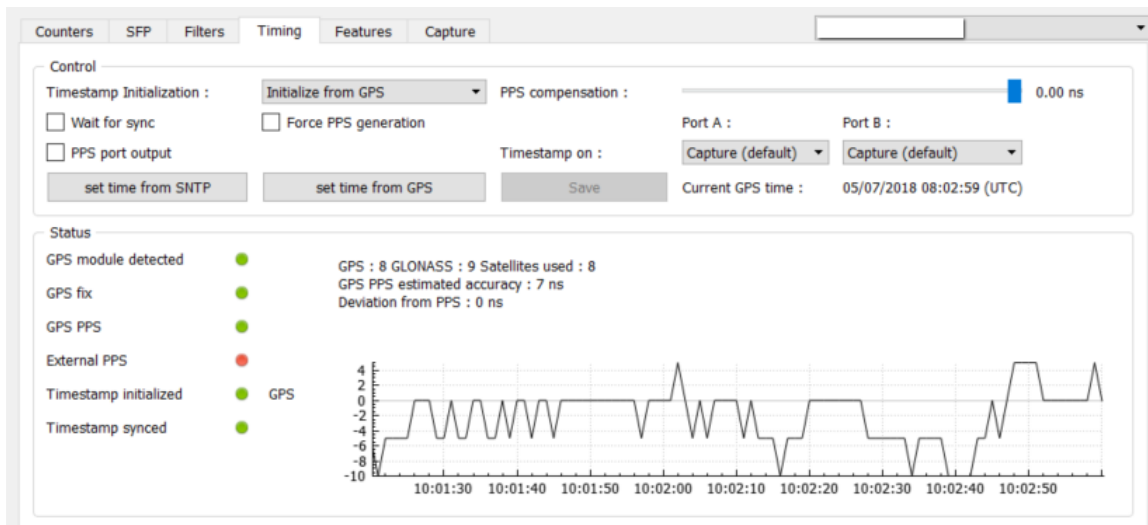 Counters SFP Filters Timing Features Capture
Control
Timestamp Initialization : Initialize from GPS PPS compensation : 0.00 ns
Wait for sync Force PPS generation Port A : Port B :
PPS port output Timestamp on : Capture (default) Capture (default)
set time from SNTP set time from GPS Save Current GPS time : 05/07/2018 08:02:59 (UTC)
Status
GPS module detected
GPS : 8 GLONASS : 9 Satellites used : 8
GPS fix
GPS PPS estimated accuracy : 7 ns
Deviation from PPS : 0 ns
GPS PPS
External PPS
Timestamp initialized GPS
Timestamp synced
4
2
0
-2
-4
-6
-8
-10
10:01:30 10:01:40 10:01:50 10:02:00 10:02:10 10:02:20 10:02:30 10:02:40 10:02:50